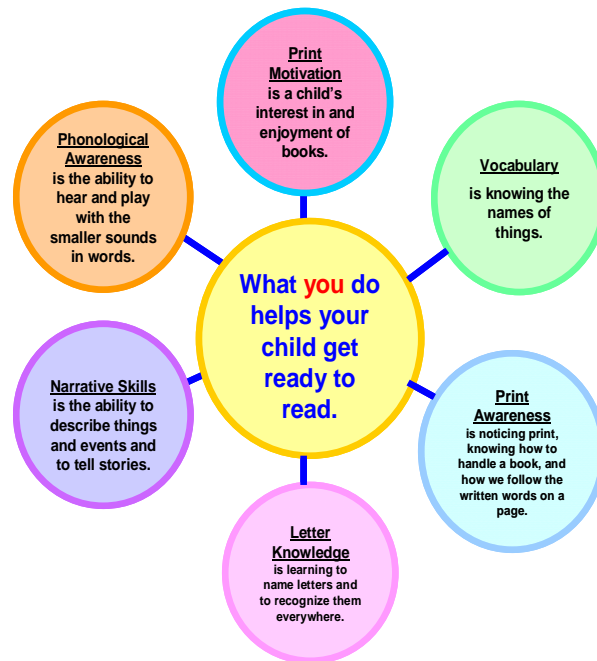 Print
Motivation
is a child's
interest in and
enjoyment of
books.
Phonological
Awareness
is the ability to
hear and play
with the
smaller sounds
in words.
Vocabulary
is knowing the
names of
things.
What you do
helps your
child get
ready to
read.
Narrative Skills
is the ability to
describe things
and events and
to tell stories.
Print
Awareness
is noticing print,
knowing how to
handle a book, and
how we follow the
written words on a
page.
Letter
Knowledge
is learning to
name letters and
to recognize them
everywhere.